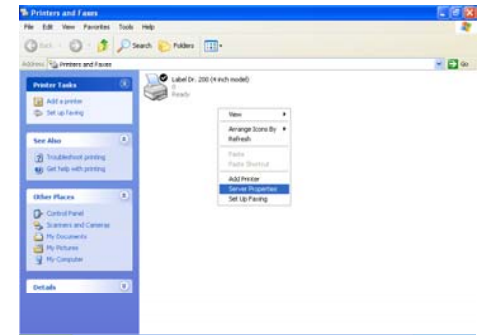 Printers and Faxes
File Edit View Favorites Tools Help
Back Search Folders
Address Printers and Faxes Go
Printer Tasks
Add a printer
Set up faxing
See Also
Troubleshoot printing
Get help with printing
Other Places
Control Panel
Scanners and Cameras
My Documents
My Pictures
My Computer
Details
Label Dr. 200 (4 inch model)
0
Ready
View
Arrange Icons By
Refresh
Paste
Paste Shortcut
Add Printer
Server Properties
Set Up Faxing